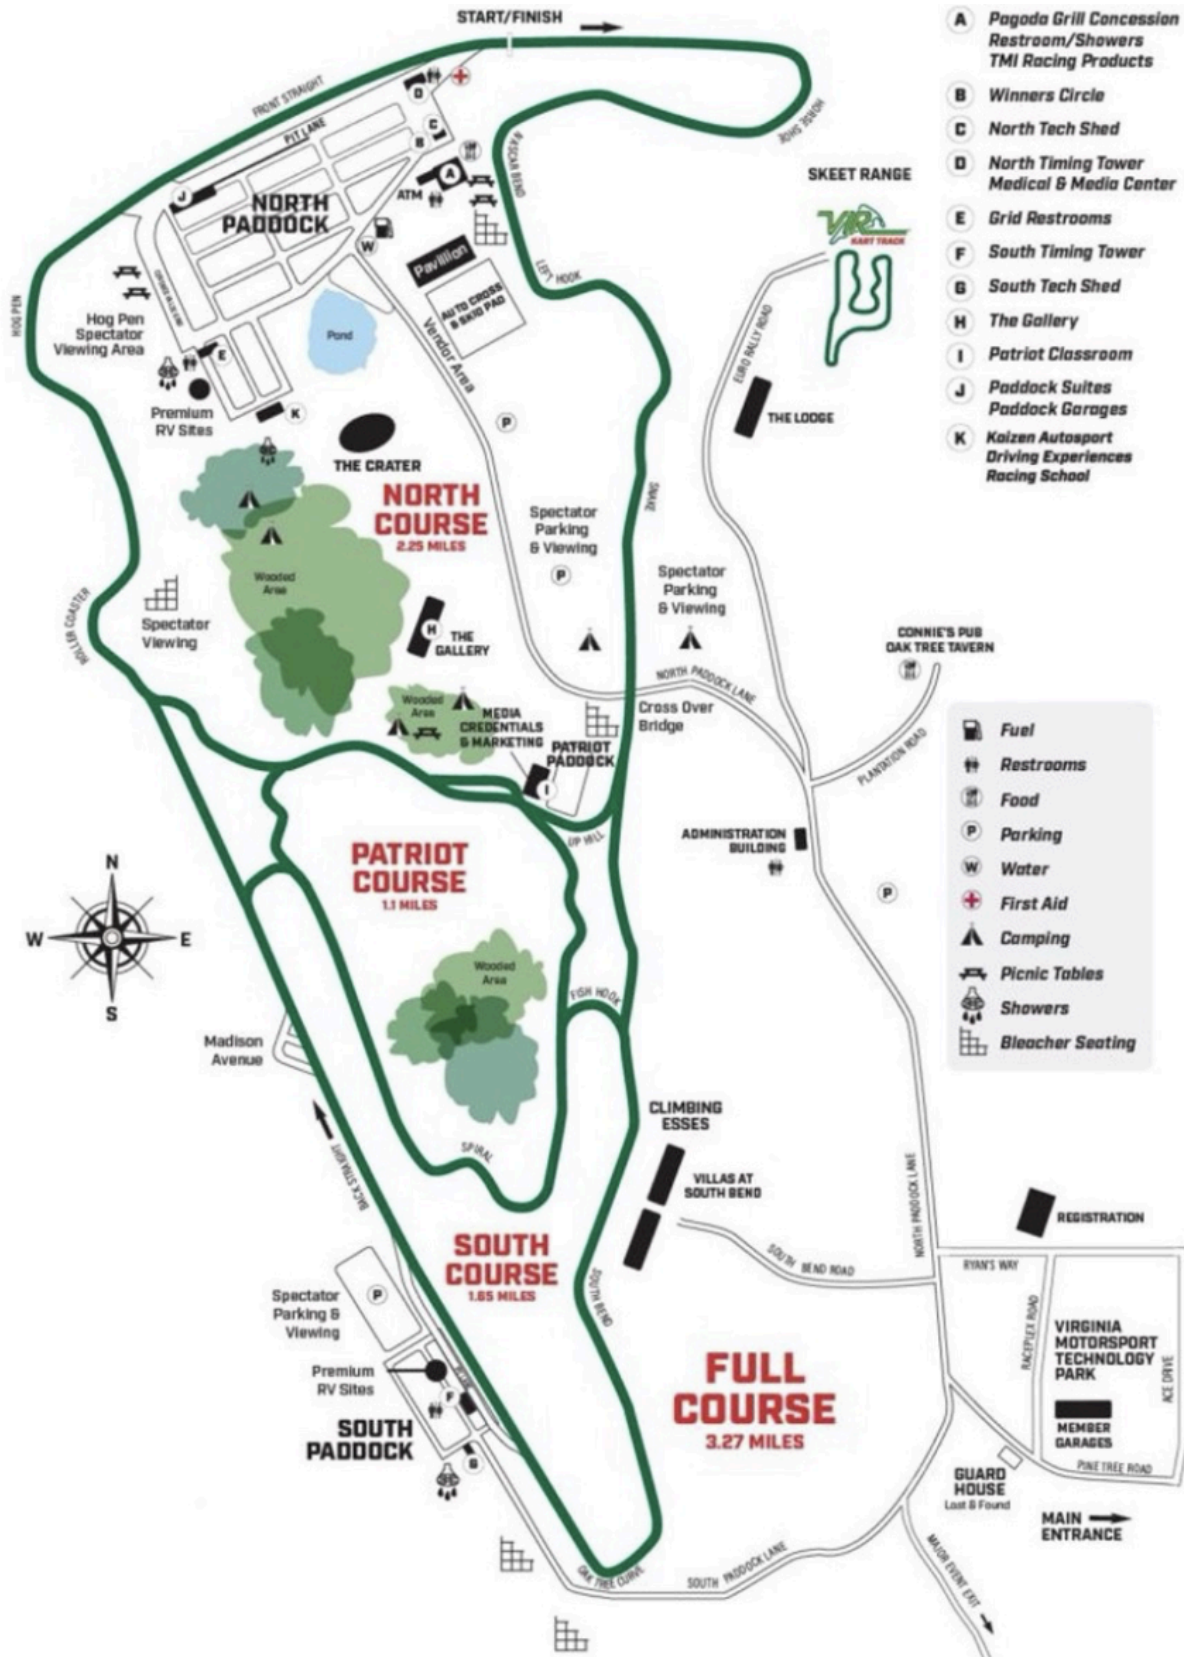 START/FINISH
FRONT STRAIGHT
PIT LANE
HORSE SHOE
NASCAR BEND
LEFT HOOK
SNAKE
HOG PEN
D
C
B
A
ATM
J
NORTH
PADDOCK
W
Pavillion
AUTO CROSS
& SKID PAD
Vendor Area
Pond
Hog Pen
Spectator
Viewing Area
E
Premium
RV Sites
K
THE CRATER
P
SKEET RANGE
VIR
KART TRACK
EURO RALLY ROAD
THE LODGE
NORTH
COURSE
2.25 MILES
Spectator
Parking
& Viewing
P
Spectator
Parking
& Viewing
Wooded
Area
ROLLER COASTER
Spectator
Viewing
H
THE
GALLERY
NORTH PADDOCK LANE
Cross Over
Bridge
CONNIE'S PUB
OAK TREE TAVERN
PLANTATION ROAD
Wooded
Area
MEDIA
CREDENTIALS
& MARKETING
PATRIOT
PADDOCK
I
UP HILL
ADMINISTRATION
BUILDING
P
PATRIOT
COURSE
1.1 MILES
N
W
E
S
Wooded
Area
FISH HOOK
Madison
Avenue
SPIRAL
BACK STRAIGHT
CLIMBING
ESSES
VILLAS AT
SOUTH BEND
SOUTH BEND ROAD
SOUTH BEND
NORTH PADDOCK LANE
REGISTRATION
RYAN'S WAY
RACEPLEX ROAD
VIRGINIA
MOTORSPORT
TECHNOLOGY
PARK
ACE DRIVE
MEMBER
GARAGES
PINE TREE ROAD
GUARD
HOUSE
Lost & Found
MAIN
ENTRANCE
MAJOR EVENT EXIT
SOUTH
COURSE
1.65 MILES
Spectator
Parking &
Viewing
P
Premium
RV Sites
F
SOUTH
PADDOCK
G
FULL
COURSE
3.27 MILES
OAK TREE CURVE
SOUTH PADDOCK LANE
A Pagoda Grill Concession
Restroom/Showers
TMI Racing Products
B Winners Circle
C North Tech Shed
D North Timing Tower
Medical & Media Center
E Grid Restrooms
F South Timing Tower
G South Tech Shed
H The Gallery
I Patriot Classroom
J Paddock Suites
Paddock Garages
K Kaizen Autosport
Driving Experiences
Racing School
Fuel
Restrooms
Food
P Parking
W Water
First Aid
Camping
Picnic Tables
Showers
Bleacher Seating